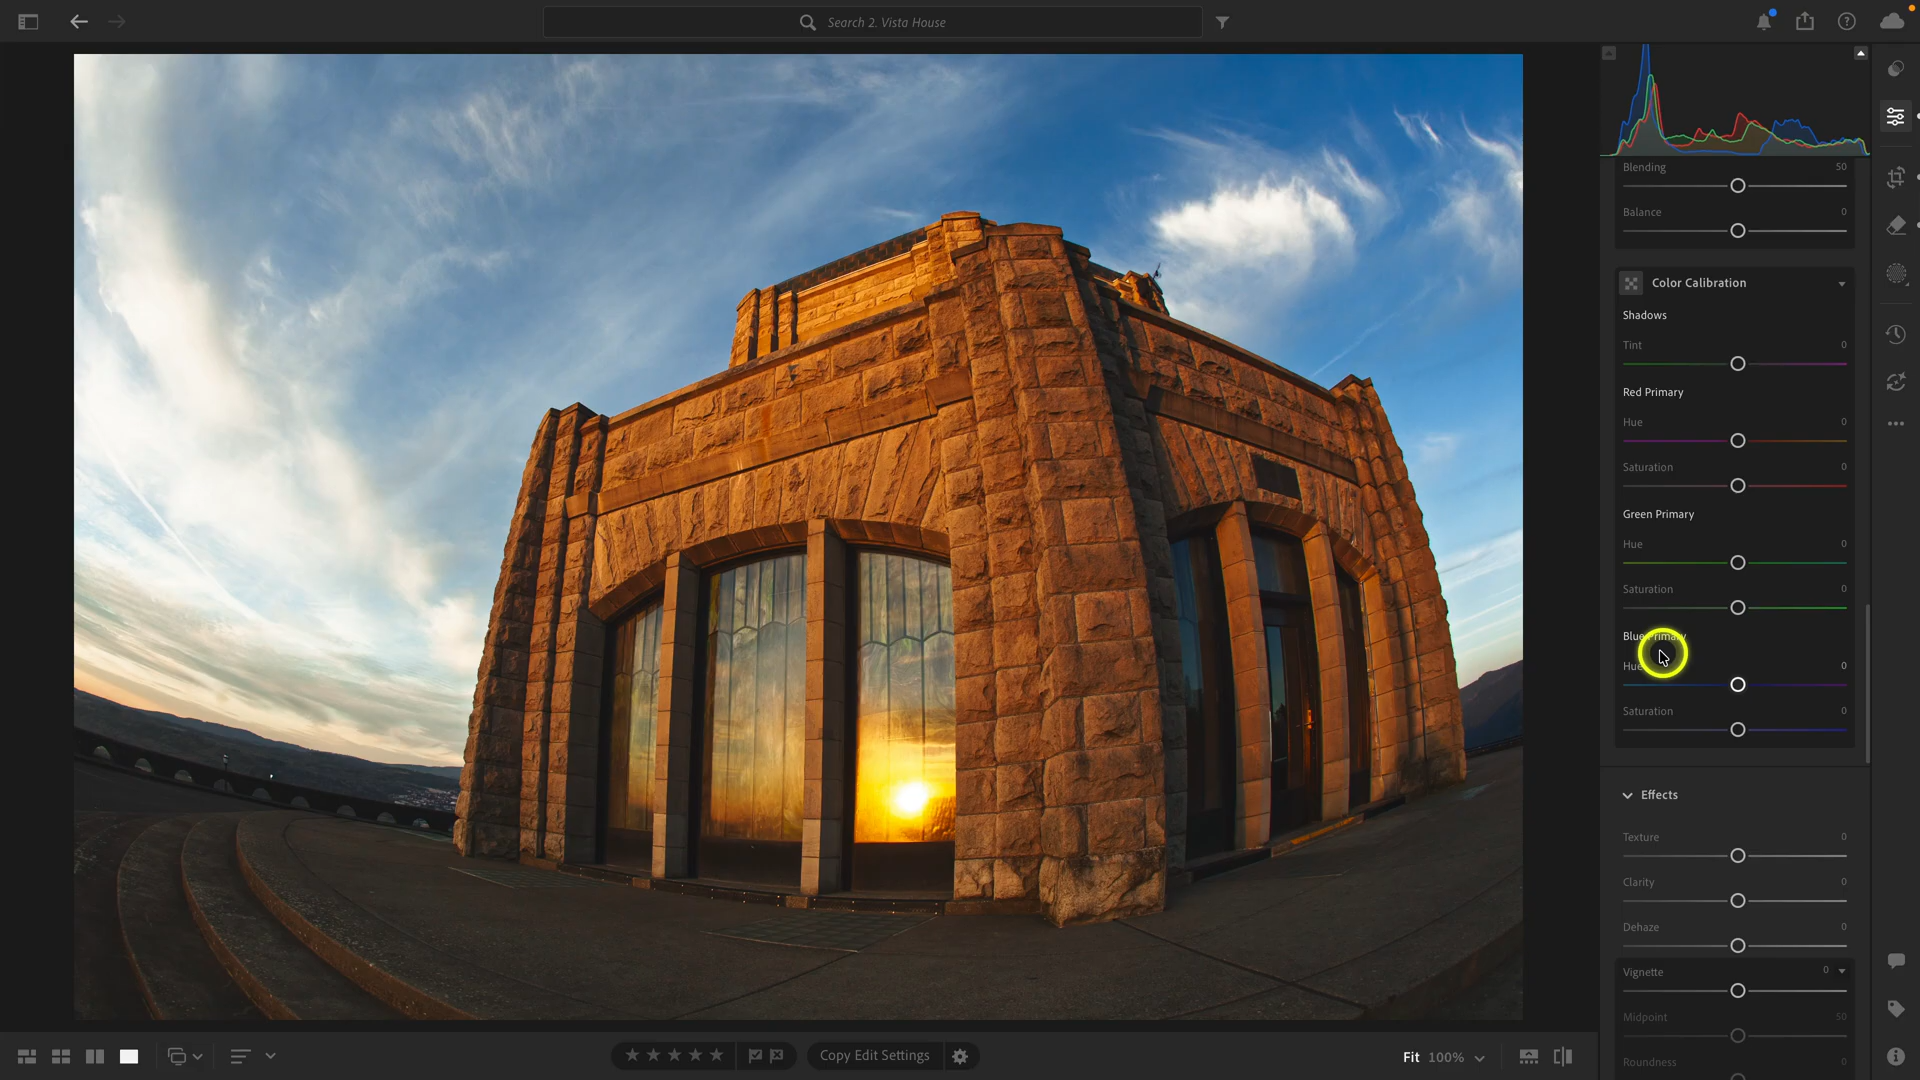 Search 2. Vista House
Blending 50
Balance 0
Color Calibration
Shadows
Tint 0
Red Primary
Hue 0
Saturation 0
Green Primary
Hue 0
Saturation 0
Blue Primary
Hue 0
Saturation 0
Effects
Texture 0
Clarity 0
Dehaze 0
Vignette 0
Midpoint 50
Roundness 0
Copy Edit Settings
Fit 100%